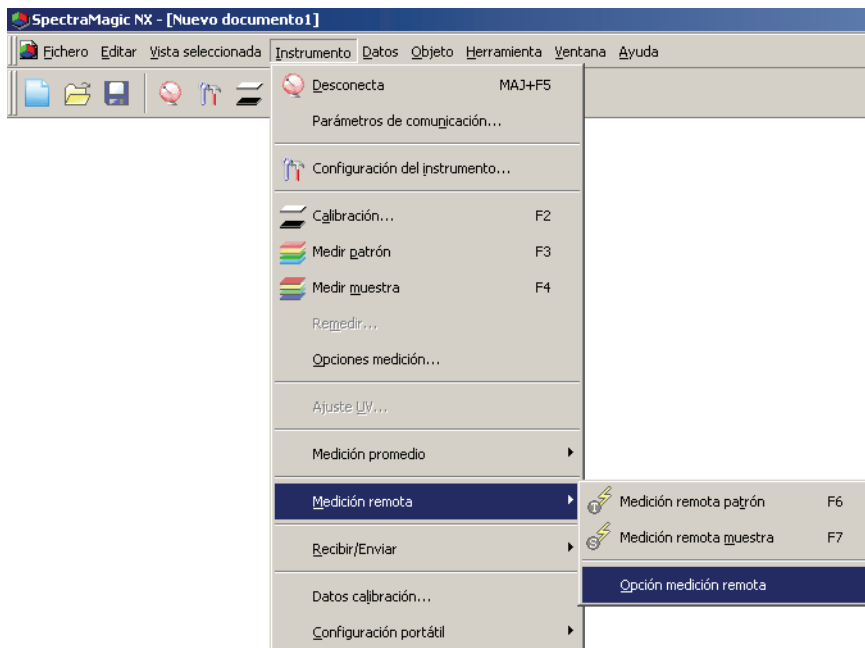 SpectraMagic NX - [Nuevo documento1]
Fichero Editar Vista seleccionada Instrumento Datos Objeto Herramienta Ventana Ayuda
Desconecta MAJ+F5
Parámetros de comunicación...
Configuración del instrumento...
Calibración... F2
Medir patrón F3
Medir muestra F4
Remedir...
Opciones medición...
Ajuste UV...
Medición promedio
Medición remota
Medición remota patrón F6
Medición remota muestra F7
Opción medición remota
Recibir/Enviar
Datos calibración...
Configuración portátil